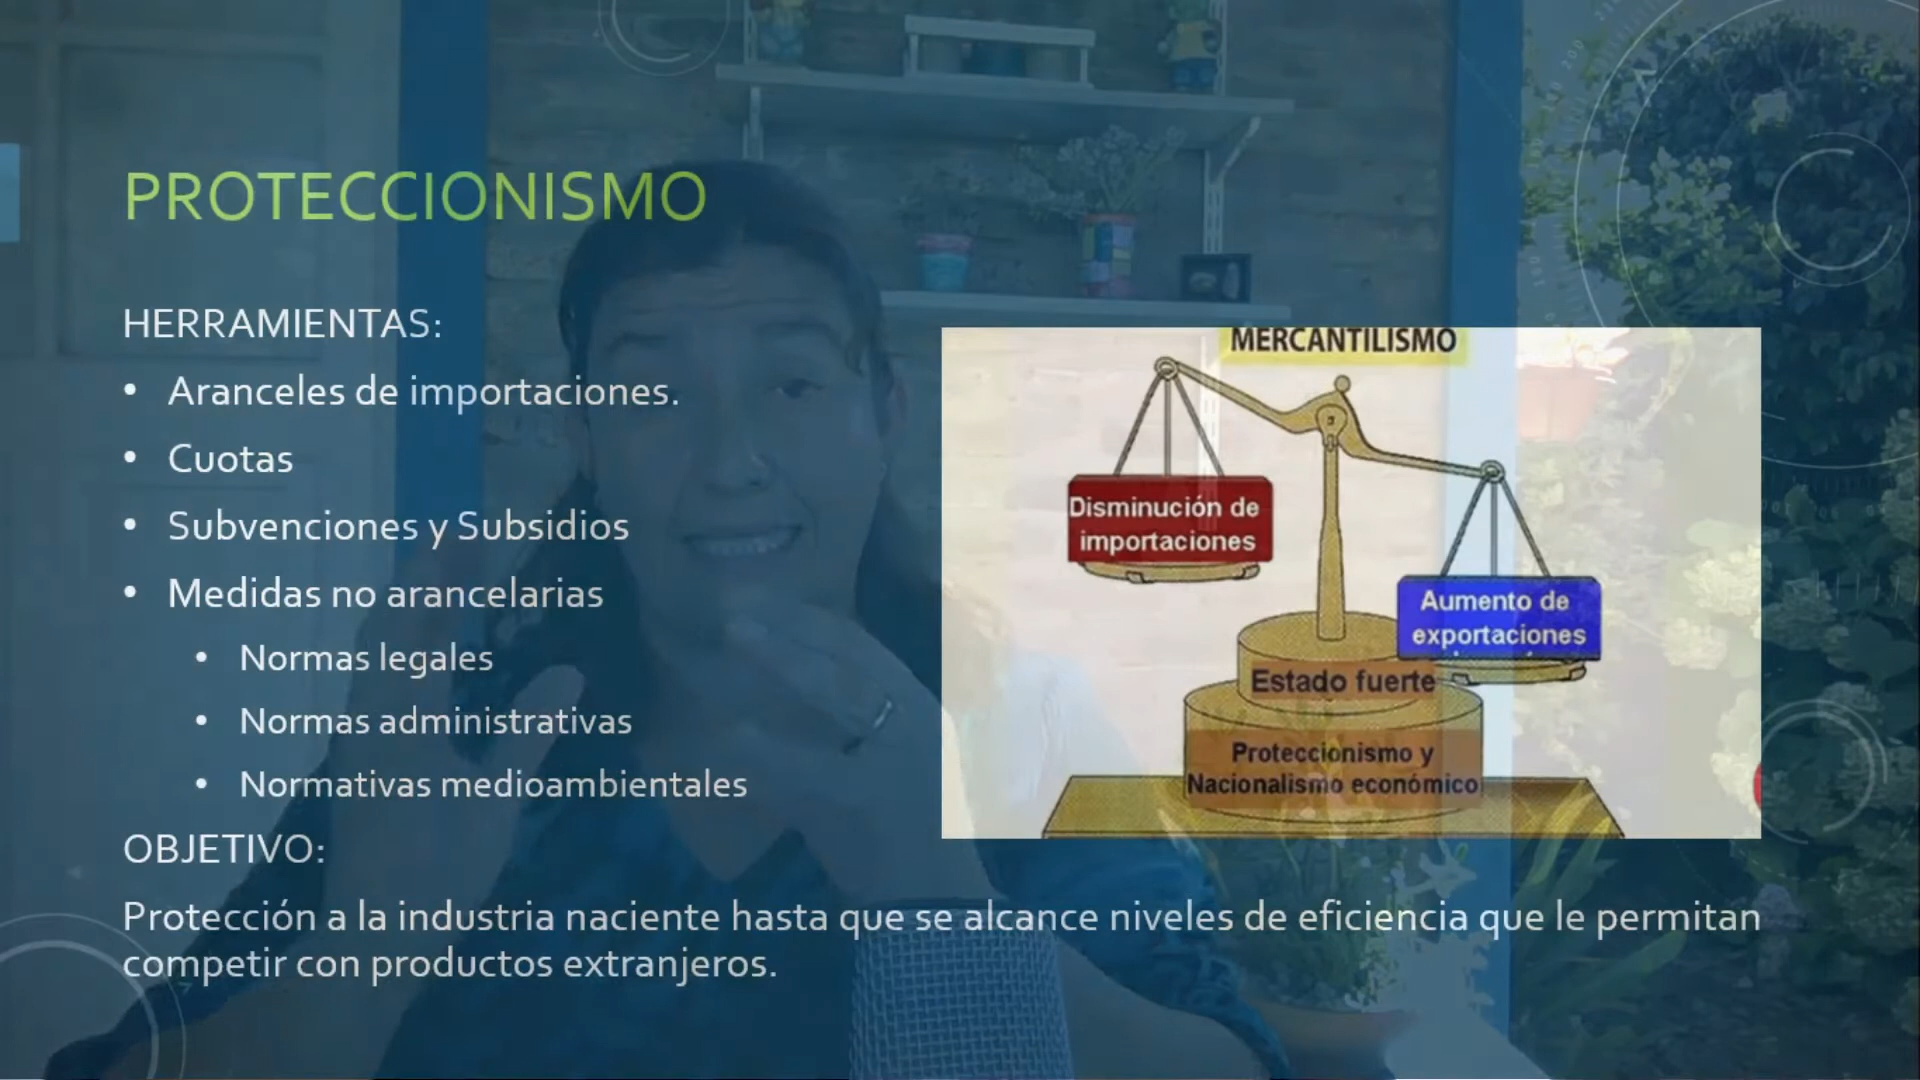 PROTECCIONISMO
HERRAMIENTAS:
• Aranceles de importaciones.
• Cuotas
• Subvenciones y Subsidios
• Medidas no arancelarias
• Normas legales
• Normas administrativas
• Normativas medioambientales
OBJETIVO:
Protección a la industria naciente hasta que se alcance niveles de eficiencia que le permitan
competir con productos extranjeros.
MERCANTILISMO
Disminución de
importaciones
Aumento de
exportaciones
Estado fuerte
Proteccionismo y
Nacionalismo económico